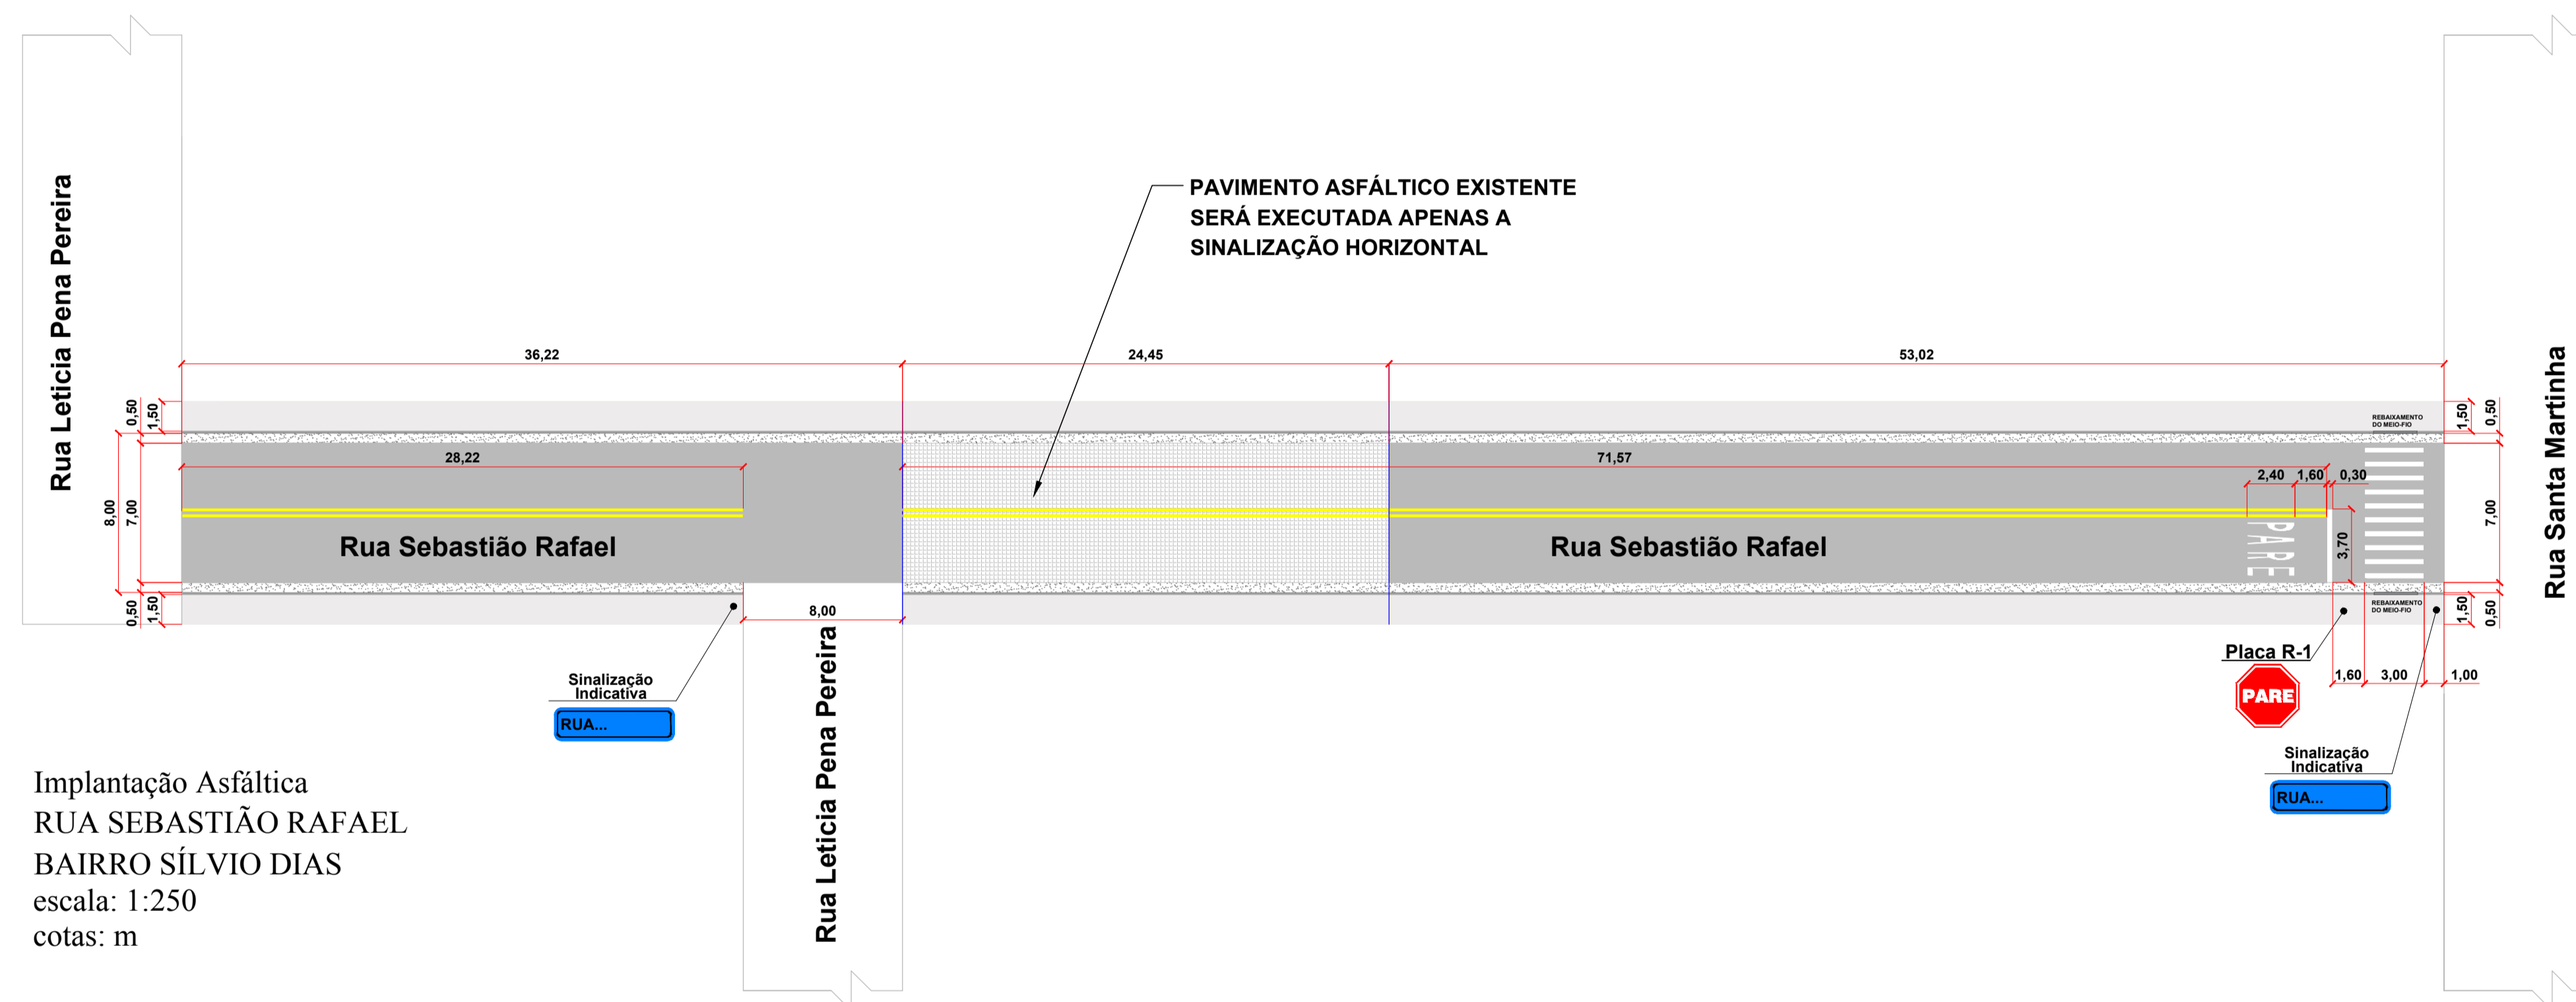 PAVIMENTO ASFÁLTICO EXISTENTE
SERÁ EXECUTADA APENAS A
SINALIZAÇÃO HORIZONTAL
Rua Leticia Pena Pereira
36,22
24,45
53,02
0,50
1,50
8,00
7,00
0,50
1,50
28,22
71,57
Rua Sebastião Rafael
Rua Sebastião Rafael
2,40
1,60
0,30
PARE
3,70
REBAIXAMENTO
DO MEIO-FIO
1,50
0,50
7,00
1,50
0,50
Rua Santa Martinha
REBAIXAMENTO
DO MEIO-FIO
8,00
Rua Leticia Pena Pereira
Sinalização
Indicativa
RUA...
Placa R-1
PARE
1,60
3,00
1,00
Sinalização
Indicativa
RUA...
Implantação Asfáltica
RUA SEBASTIÃO RAFAEL
BAIRRO SÍLVIO DIAS
escala: 1:250
cotas: m